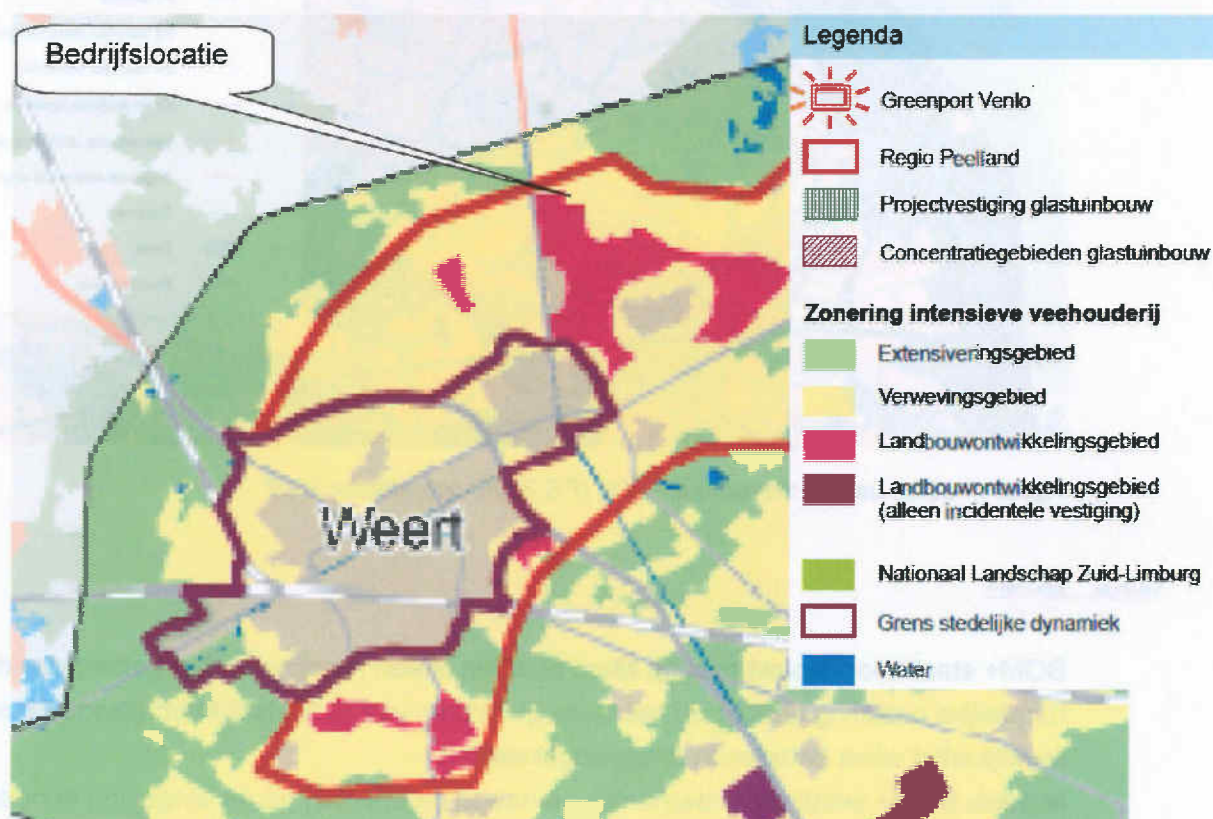 Bedrijfslocatie
Weert
Legenda
Greenport Venlo
Regio Peelland
Projectvestiging glastuinbouw
Concentratiegebieden glastuinbouw
Zonering intensieve veehouderij
Extensiveringsgebied
Verwevingsgebied
Landbouwontwikkelingsgebied
Landbouwontwikkelingsgebied
(alleen incidentele vestiging)
Nationaal Landschap Zuid-Limburg
Grens stedelijke dynamiek
Water